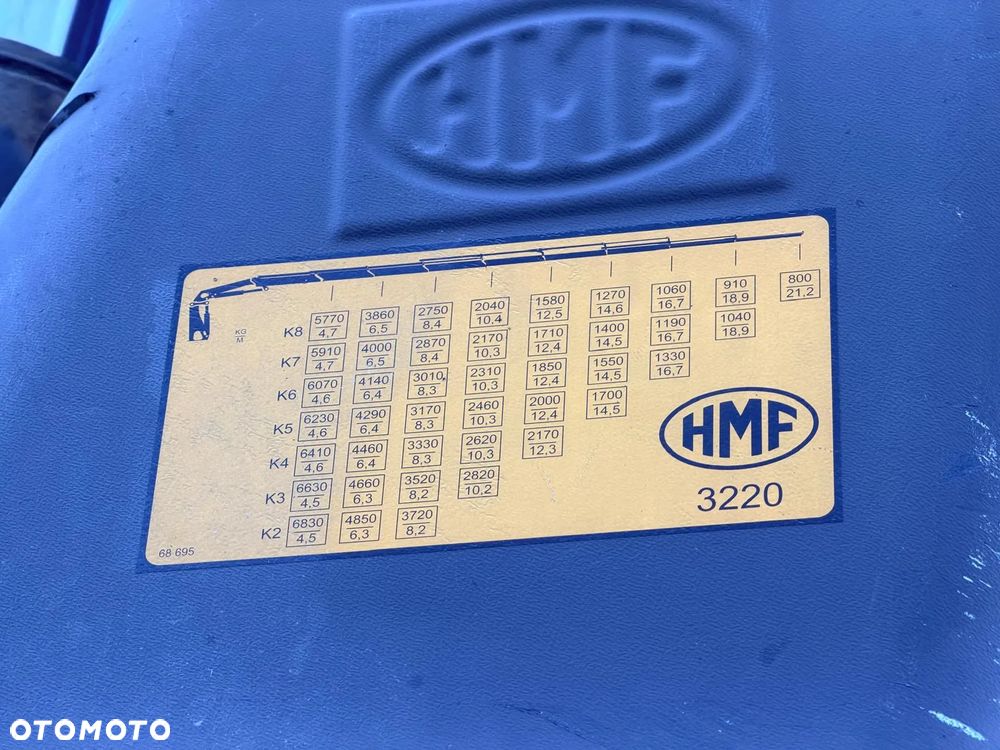 HMF
KG
M
K8 5770 3860 2750 2040 1580 1270 1060 910 800
4,7 6,5 8,4 10,4 12,5 14,6 16,7 18,9 21,2
K7 5910 4000 2870 2170 1710 1400 1190 1040
4,7 6,5 8,4 10,3 12,4 14,5 16,7 18,9
K6 6070 4140 3010 2310 1850 1550 1330
4,6 6,4 8,3 10,3 12,4 14,5 16,7
K5 6230 4290 3170 2460 2000 1700
4,6 6,4 8,3 10,3 12,4 14,5
K4 6410 4460 3330 2620 2170
4,6 6,4 8,3 10,3 12,3
K3 6630 4660 3520 2820
4,5 6,3 8,2 10,2
K2 6830 4850 3720
4,5 6,3 8,2
HMF
3220
68 695
OTOMOTO